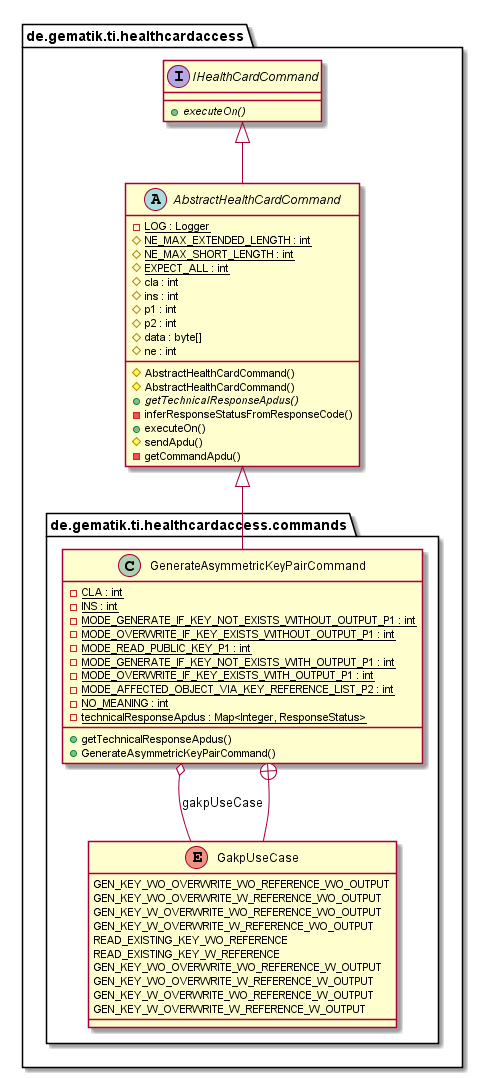 de.gematik.ti.healthcardaccess
I IHealthCardCommand
executeOn()
A AbstractHealthCardCommand
LOG : Logger
NE_MAX_EXTENDED_LENGTH : int
NE_MAX_SHORT_LENGTH : int
EXPECT_ALL : int
cla : int
ins : int
p1 : int
p2 : int
data : byte[]
ne : int
AbstractHealthCardCommand()
AbstractHealthCardCommand()
getTechnicalResponseApdus()
inferResponseStatusFromResponseCode()
executeOn()
sendApdu()
getCommandApdu()
de.gematik.ti.healthcardaccess.commands
C GenerateAsymmetricKeyPairCommand
CLA : int
INS : int
MODE_GENERATE_IF_KEY_NOT_EXISTS_WITHOUT_OUTPUT_P1 : int
MODE_OVERWRITE_IF_KEY_EXISTS_WITHOUT_OUTPUT_P1 : int
MODE_READ_PUBLIC_KEY_P1 : int
MODE_GENERATE_IF_KEY_NOT_EXISTS_WITH_OUTPUT_P1 : int
MODE_OVERWRITE_IF_KEY_EXISTS_WITH_OUTPUT_P1 : int
MODE_AFFECTED_OBJECT_VIA_KEY_REFERENCE_LIST_P2 : int
NO_MEANING : int
technicalResponseApdus : Map<Integer, ResponseStatus>
getTechnicalResponseApdus()
GenerateAsymmetricKeyPairCommand()
gakpUseCase
E GakpUseCase
GEN_KEY_WO_OVERWRITE_WO_REFERENCE_WO_OUTPUT
GEN_KEY_WO_OVERWRITE_W_REFERENCE_WO_OUTPUT
GEN_KEY_W_OVERWRITE_WO_REFERENCE_WO_OUTPUT
GEN_KEY_W_OVERWRITE_W_REFERENCE_WO_OUTPUT
READ_EXISTING_KEY_WO_REFERENCE
READ_EXISTING_KEY_W_REFERENCE
GEN_KEY_WO_OVERWRITE_WO_REFERENCE_W_OUTPUT
GEN_KEY_WO_OVERWRITE_W_REFERENCE_W_OUTPUT
GEN_KEY_W_OVERWRITE_WO_REFERENCE_W_OUTPUT
GEN_KEY_W_OVERWRITE_W_REFERENCE_W_OUTPUT